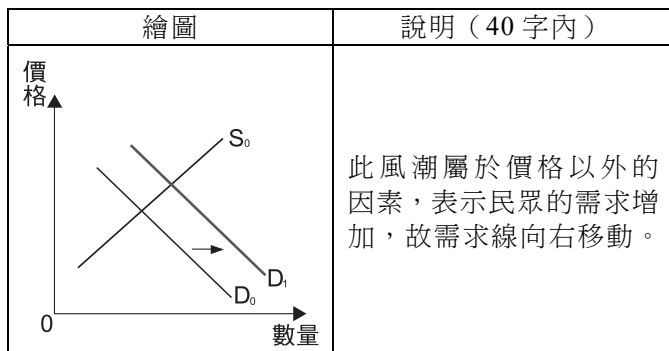 繪圖
說明（40 字內）
價
格
S₀
D₁
D₀
0
數量
此風潮屬於價格以外的
因素，表示民眾的需求增
加，故需求線向右移動。